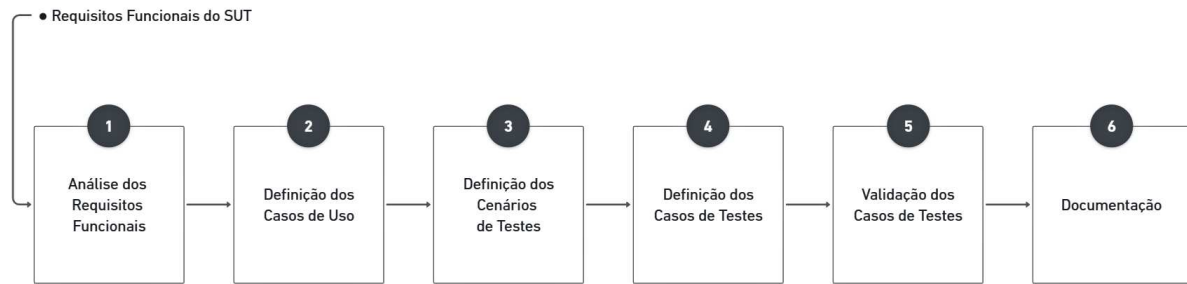 ● Requisitos Funcionais do SUT
1
Análise dos
Requisitos
Funcionais
2
Definição dos
Casos de Uso
3
Definição dos
Cenários
de Testes
4
Definição dos
Casos de Testes
5
Validação dos
Casos de Testes
6
Documentação